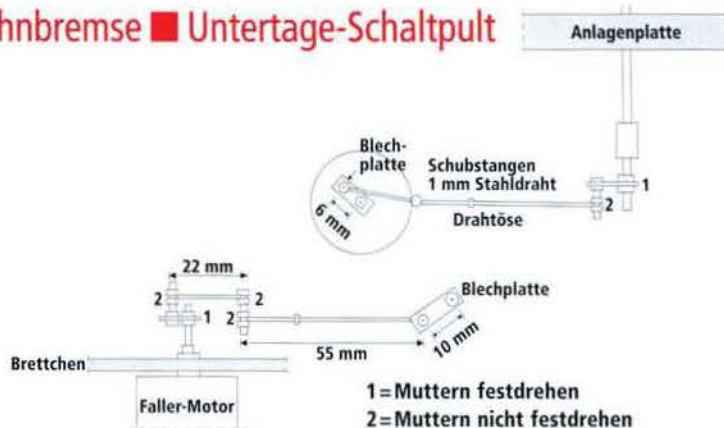 hnbremse ■ Untertage-Schaltpult
Anlagenplatte
Blech-
platte
Schubstangen
1 mm Stahldraht
1
2
Drahtöse
6 mm
22 mm
2
2
1
2
Blechplatte
10 mm
55 mm
Brettchen
Faller-Motor
1=Muttern festdrehen
2=Muttern nicht festdrehen